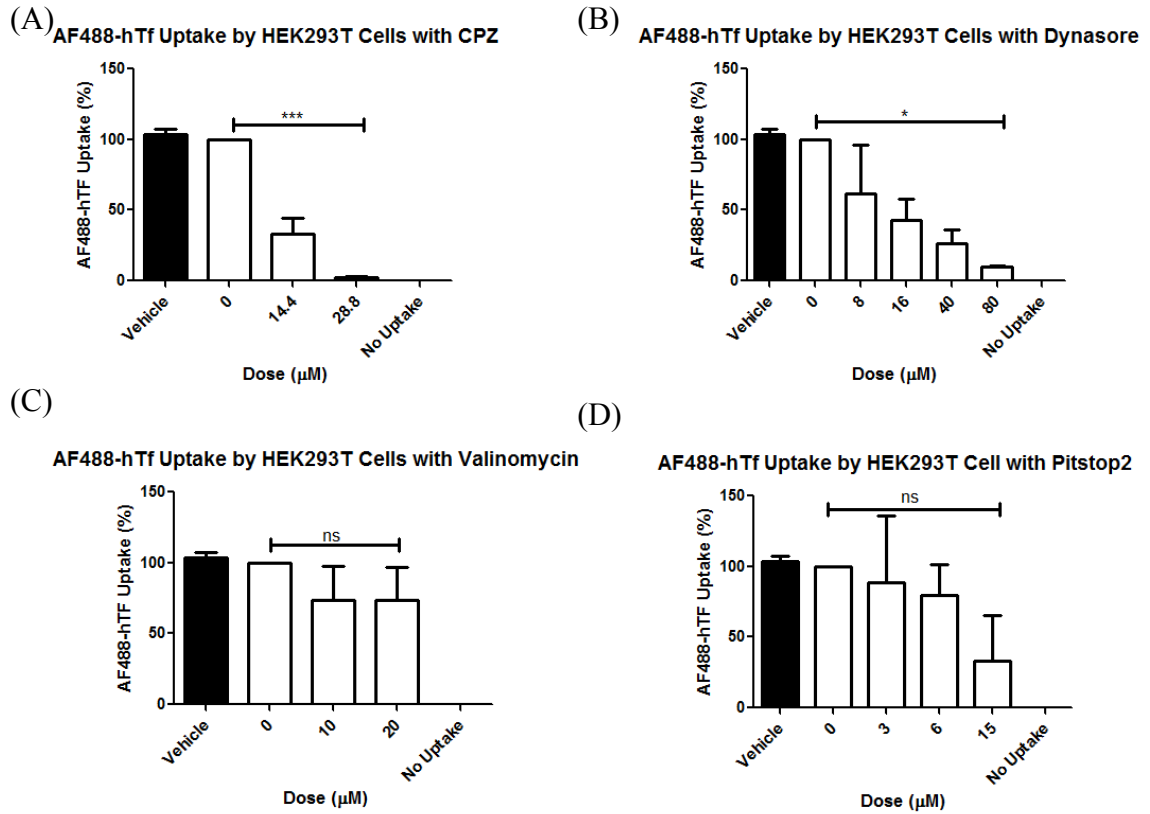 (A)
AF488-hTf Uptake by HEK293T Cells with CPZ
AF488-hTF Uptake (%)
150
100
50
0
***
Vehicle
0
14.4
28.8
No Uptake
Dose (μM)
(B)
AF488-hTf Uptake by HEK293T Cells with Dynasore
AF488-hTF Uptake (%)
150
100
50
0
*
Vehicle
0
8
16
40
80
No Uptake
Dose (μM)
(C)
AF488-hTf Uptake by HEK293T Cells with Valinomycin
AF488-hTF Uptake (%)
150
100
50
0
ns
Vehicle
0
10
20
No Uptake
Dose (μM)
(D)
AF488-hTf Uptake by HEK293T Cell with Pitstop2
AF488-hTF Uptake (%)
150
100
50
0
ns
Vehicle
0
3
6
15
No Uptake
Dose (μM)